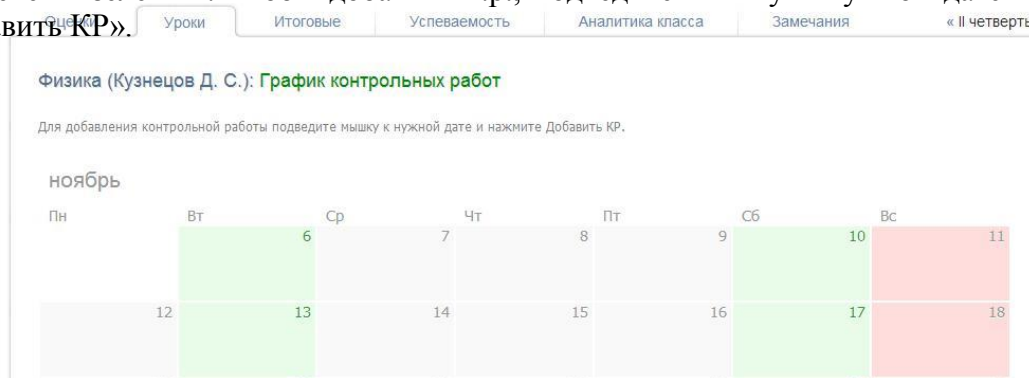 авить КР».
Оценки Уроки Итоговые Успеваемость Аналитика класса Замечания « II четверть
Физика (Кузнецов Д. С.): График контрольных работ
Для добавления контрольной работы подведите мышку к нужной дате и нажмите Добавить КР.
ноябрь
Пн Вт Ср Чт Пт Сб Вс
6 7 8 9 10 11
12 13 14 15 16 17 18